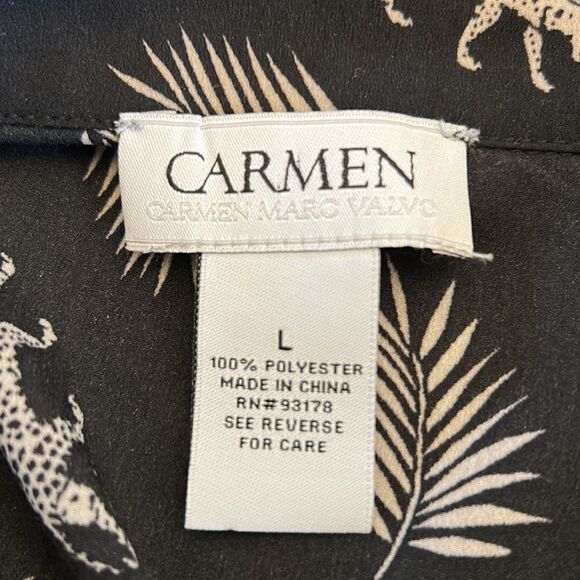 CARMEN
CARMEN MARC VALVO
L
100% POLYESTER
MADE IN CHINA
RN#93178
SEE REVERSE
FOR CARE